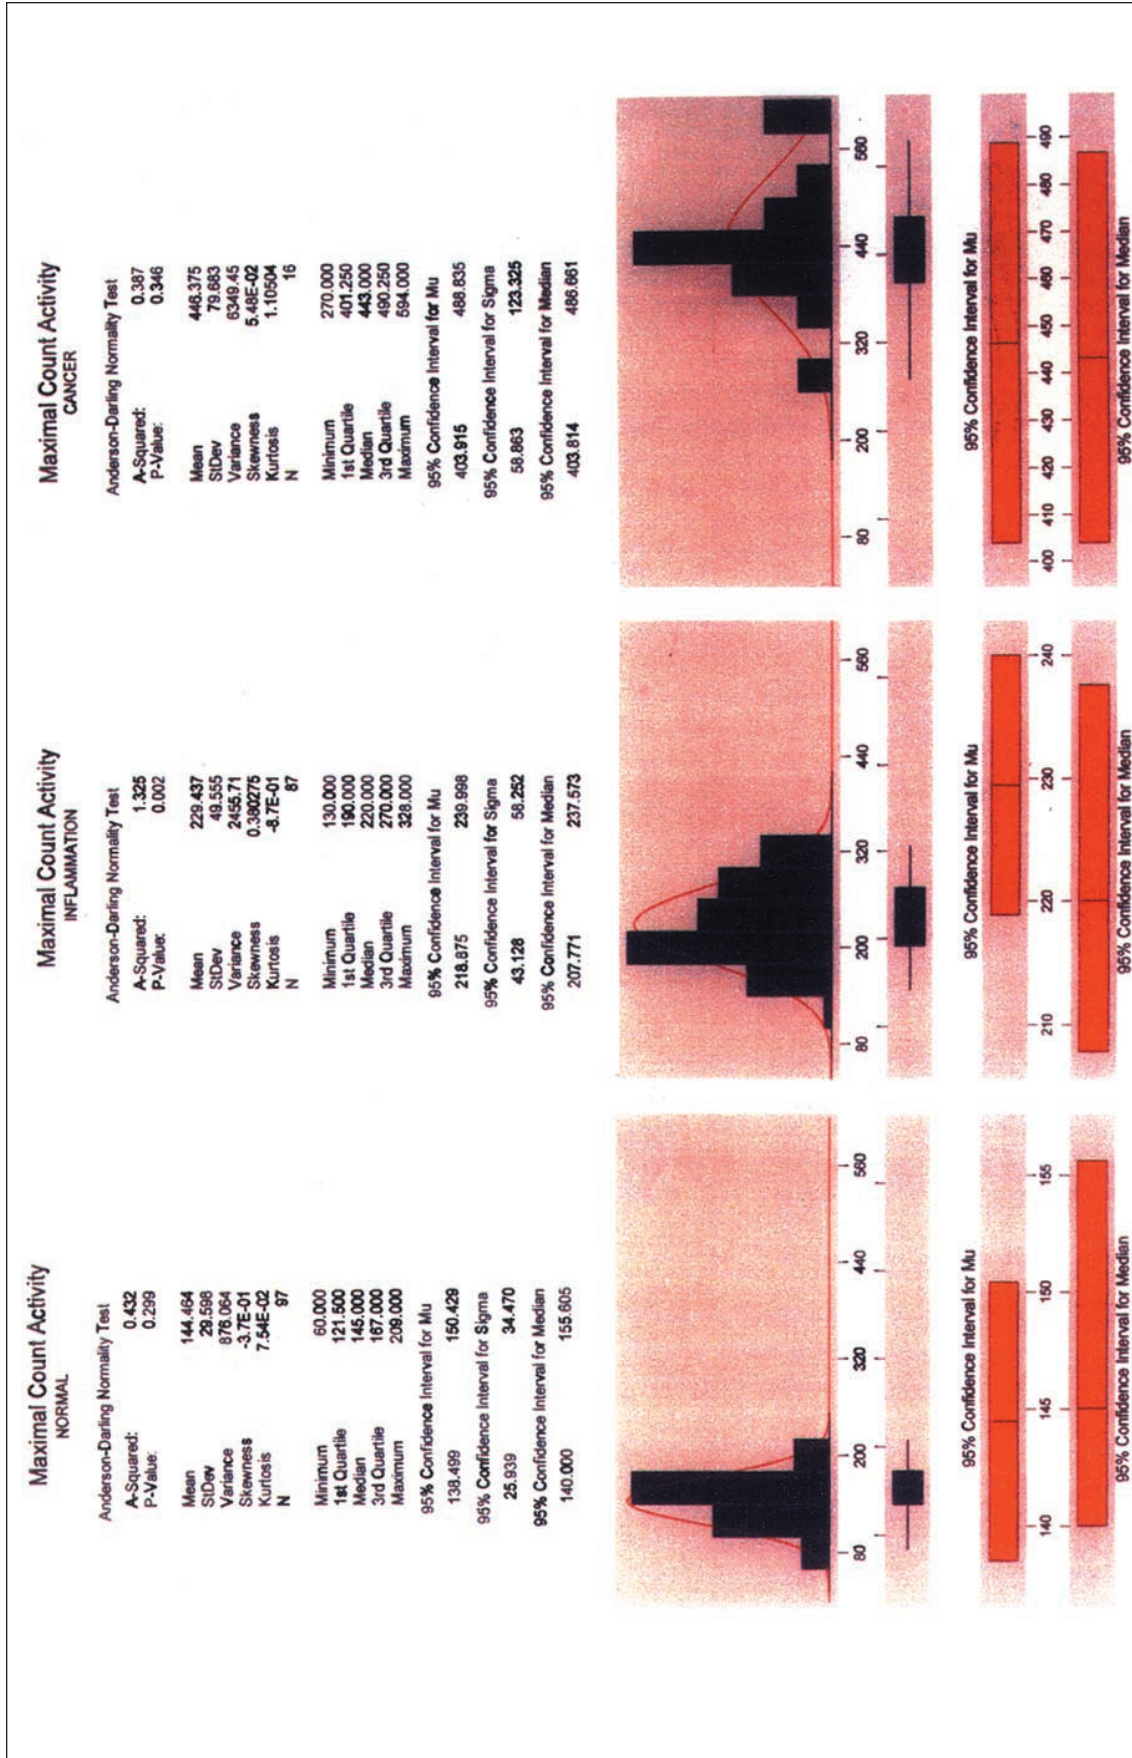 Maximal Count Activity
NORMAL
Anderson-Darling Normality Test
A-Squared: 0.432
P-Value: 0.299
Mean 144.464
StDev 29.598
Variance 876.064
Skewness -3.7E-01
Kurtosis 7.54E-02
N 97
Minimum 60.000
1st Quartile 121.500
Median 145.000
3rd Quartile 167.000
Maximum 209.000
95% Confidence Interval for Mu
138.499 150.429
95% Confidence Interval for Sigma
25.939 34.470
95% Confidence Interval for Median
140.000 155.605
80 200 320 440 560
95% Confidence Interval for Mu
140 145 150 155
95% Confidence Interval for Median
Maximal Count Activity
INFLAMMATION
Anderson-Darling Normality Test
A-Squared: 1.325
P-Value: 0.002
Mean 229.437
StDev 49.555
Variance 2455.71
Skewness 0.380275
Kurtosis -8.7E-01
N 87
Minimum 130.000
1st Quartile 190.000
Median 220.000
3rd Quartile 270.000
Maximum 328.000
95% Confidence Interval for Mu
218.875 239.998
95% Confidence Interval for Sigma
43.128 58.252
95% Confidence Interval for Median
207.771 237.573
80 200 320 440 560
95% Confidence Interval for Mu
210 220 230 240
95% Confidence Interval for Median
Maximal Count Activity
CANCER
Anderson-Darling Normality Test
A-Squared: 0.387
P-Value: 0.346
Mean 446.375
StDev 79.683
Variance 6349.45
Skewness 5.48E-02
Kurtosis 1.10504
N 16
Minimum 270.000
1st Quartile 401.250
Median 443.000
3rd Quartile 490.250
Maximum 594.000
95% Confidence Interval for Mu
403.915 488.835
95% Confidence Interval for Sigma
58.863 123.325
95% Confidence Interval for Median
403.814 486.661
80 200 320 440 560
95% Confidence Interval for Mu
400 410 420 430 440 450 460 470 480 490
95% Confidence Interval for Median